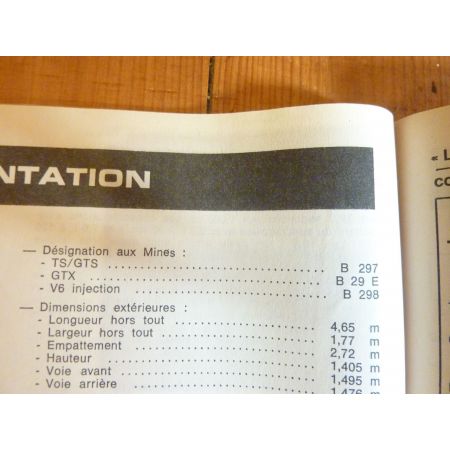 NTATION
— Désignation aux Mines :
- TS/GTS .................................... B 297
- GTX .................................... B 29 E
- V6 injection .................................... B 298
— Dimensions extérieures :
- Longueur hors tout .................................... 4,65 m
- Largeur hors tout .................................... 1,77 m
- Empattement .................................... 2,72 m
- Hauteur .................................... 1,405 m
- Voie avant .................................... 1,495 m
- Voie arrière .................................... 1,476 m
« L
CO